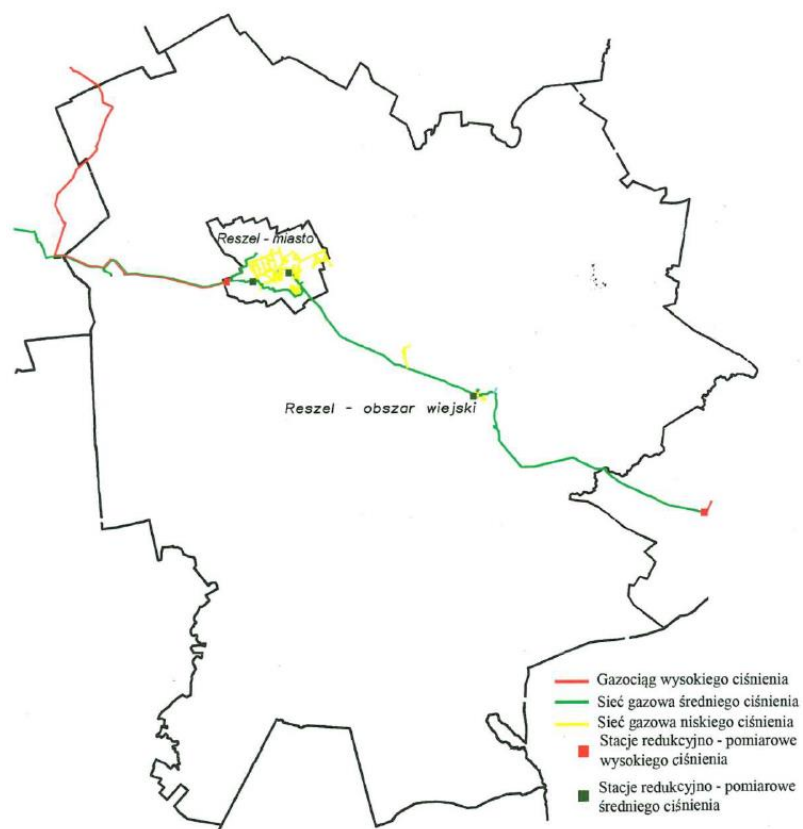 Reszel - miasto
Reszel - obszar wiejski
Gazociąg wysokiego ciśnienia
Sieć gazowa średniego ciśnienia
Sieć gazowa niskiego ciśnienia
Stacje redukcyjno - pomiarowe
wysokiego ciśnienia
Stacje redukcyjno - pomiarowe
średniego ciśnienia